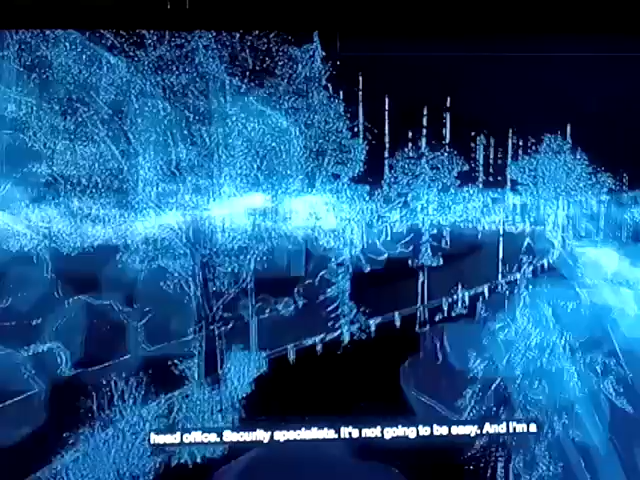 head office. Security specialists. It's not going to be easy. And I'm a